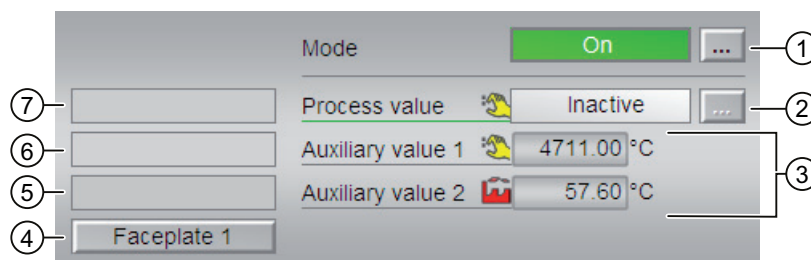 Mode On ... 1
7 Process value Inactive ... 2
6 Auxiliary value 1 4711.00 °C
3
5 Auxiliary value 2 57.60 °C
4 Faceplate 1